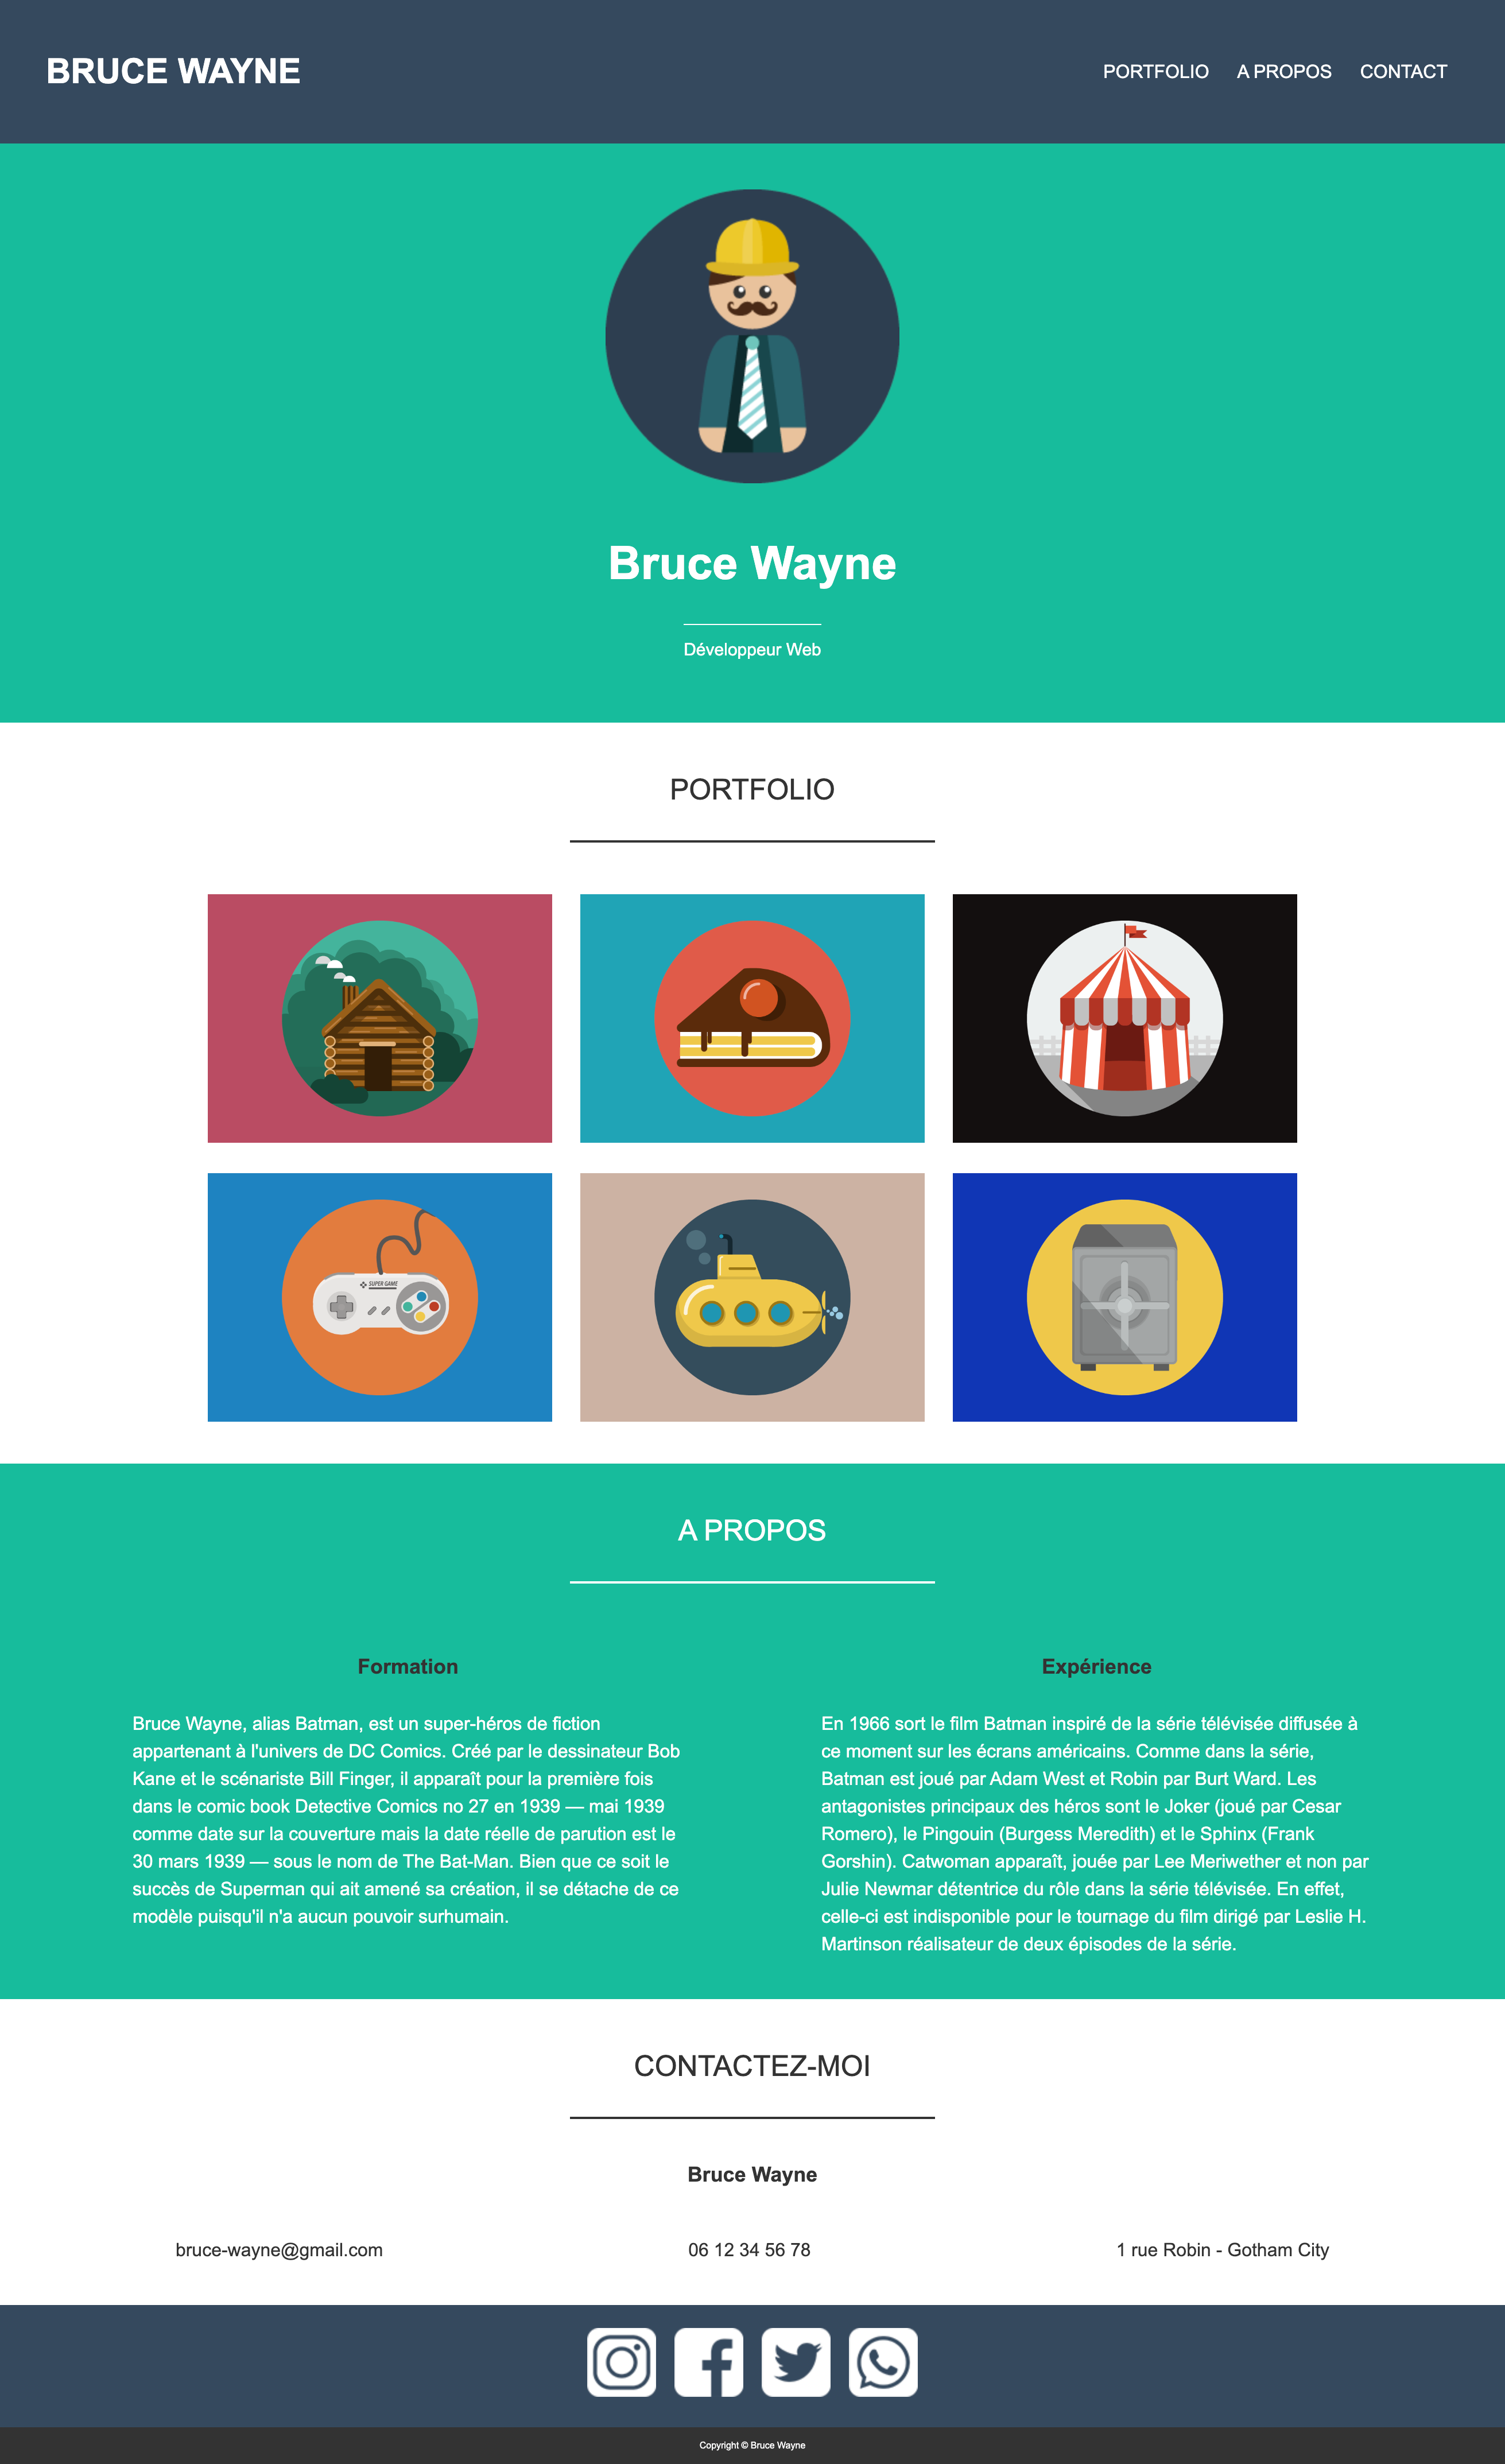 BRUCE WAYNE
PORTFOLIO A PROPOS CONTACT
Bruce Wayne
Développeur Web
PORTFOLIO
SUPER GAME
A PROPOS
Formation
Bruce Wayne, alias Batman, est un super-héros de fiction
appartenant à l'univers de DC Comics. Créé par le dessinateur Bob
Kane et le scénariste Bill Finger, il apparaît pour la première fois
dans le comic book Detective Comics no 27 en 1939 — mai 1939
comme date sur la couverture mais la date réelle de parution est le
30 mars 1939 — sous le nom de The Bat-Man. Bien que ce soit le
succès de Superman qui ait amené sa création, il se détache de ce
modèle puisqu'il n'a aucun pouvoir surhumain.
Expérience
En 1966 sort le film Batman inspiré de la série télévisée diffusée à
ce moment sur les écrans américains. Comme dans la série,
Batman est joué par Adam West et Robin par Burt Ward. Les
antagonistes principaux des héros sont le Joker (joué par Cesar
Romero), le Pingouin (Burgess Meredith) et le Sphinx (Frank
Gorshin). Catwoman apparaît, jouée par Lee Meriwether et non par
Julie Newmar détentrice du rôle dans la série télévisée. En effet,
celle-ci est indisponible pour le tournage du film dirigé par Leslie H.
Martinson réalisateur de deux épisodes de la série.
CONTACTEZ-MOI
Bruce Wayne
bruce-wayne@gmail.com
06 12 34 56 78
1 rue Robin - Gotham City
Copyright © Bruce Wayne